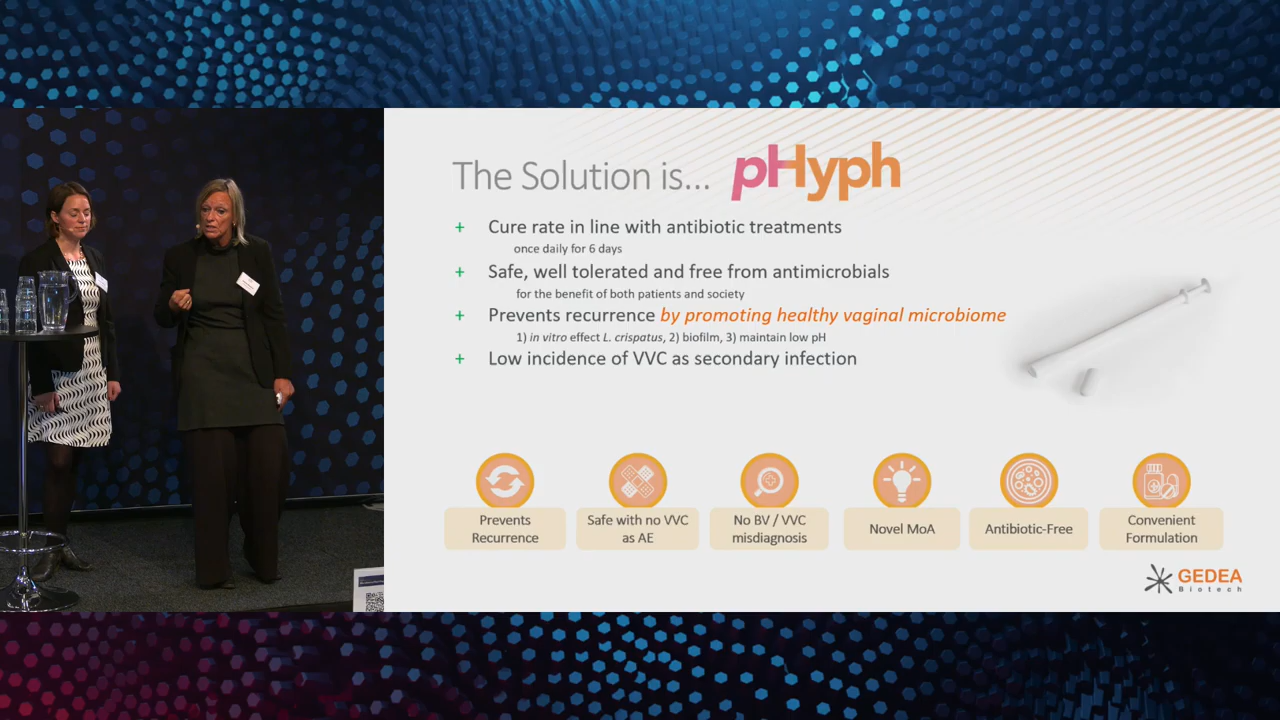 The Solution is... pHyph
+ Cure rate in line with antibiotic treatments
once daily for 6 days
+ Safe, well tolerated and free from antimicrobials
for the benefit of both patients and society
+ Prevents recurrence by promoting healthy vaginal microbiome
1) in vitro effect L. crispatus, 2) biofilm, 3) maintain low pH
+ Low incidence of VVC as secondary infection
Prevents
Recurrence
Safe with no VVC
as AE
No BV / VVC
misdiagnosis
Novel MoA
Antibiotic-Free
Convenient
Formulation
GEDEA
Biotech